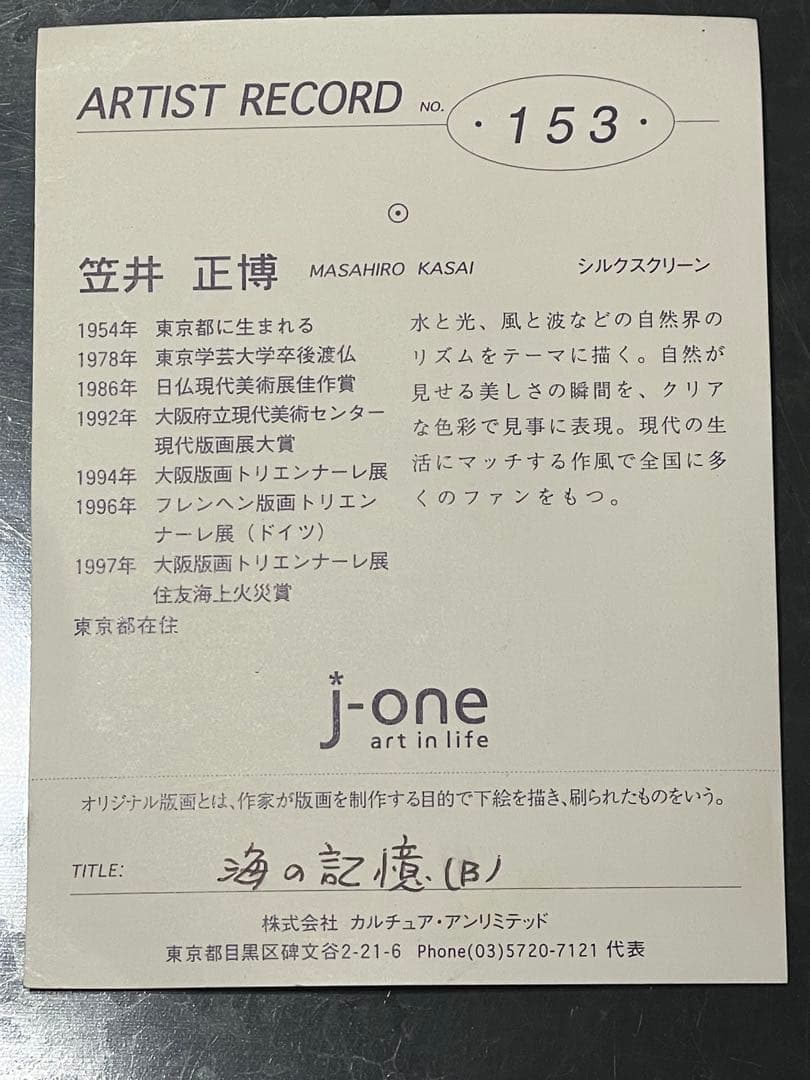 ARTIST RECORD NO. ・153・
笠井 正博 MASAHIRO KASAI シルクスクリーン
1954年 東京都に生まれる
1978年 東京学芸大学卒後渡仏
1986年 日仏現代美術展佳作賞
1992年 大阪府立現代美術センター
現代版画展大賞
1994年 大阪版画トリエンナーレ展
1996年 フレンヘン版画トリエン
ナーレ展（ドイツ）
1997年 大阪版画トリエンナーレ展
住友海上火災賞
東京都在住
水と光、風と波などの自然界の
リズムをテーマに描く。自然が
見せる美しさの瞬間を、クリア
な色彩で見事に表現。現代の生
活にマッチする作風で全国に多
くのファンをもつ。
j-one
art in life
オリジナル版画とは、作家が版画を制作する目的で下絵を描き、刷られたものをいう。
TITLE: 海の記憶.(B)
株式会社 カルチュア・アンリミテッド
東京都目黒区碑文谷2-21-6 Phone(03)5720-7121 代表